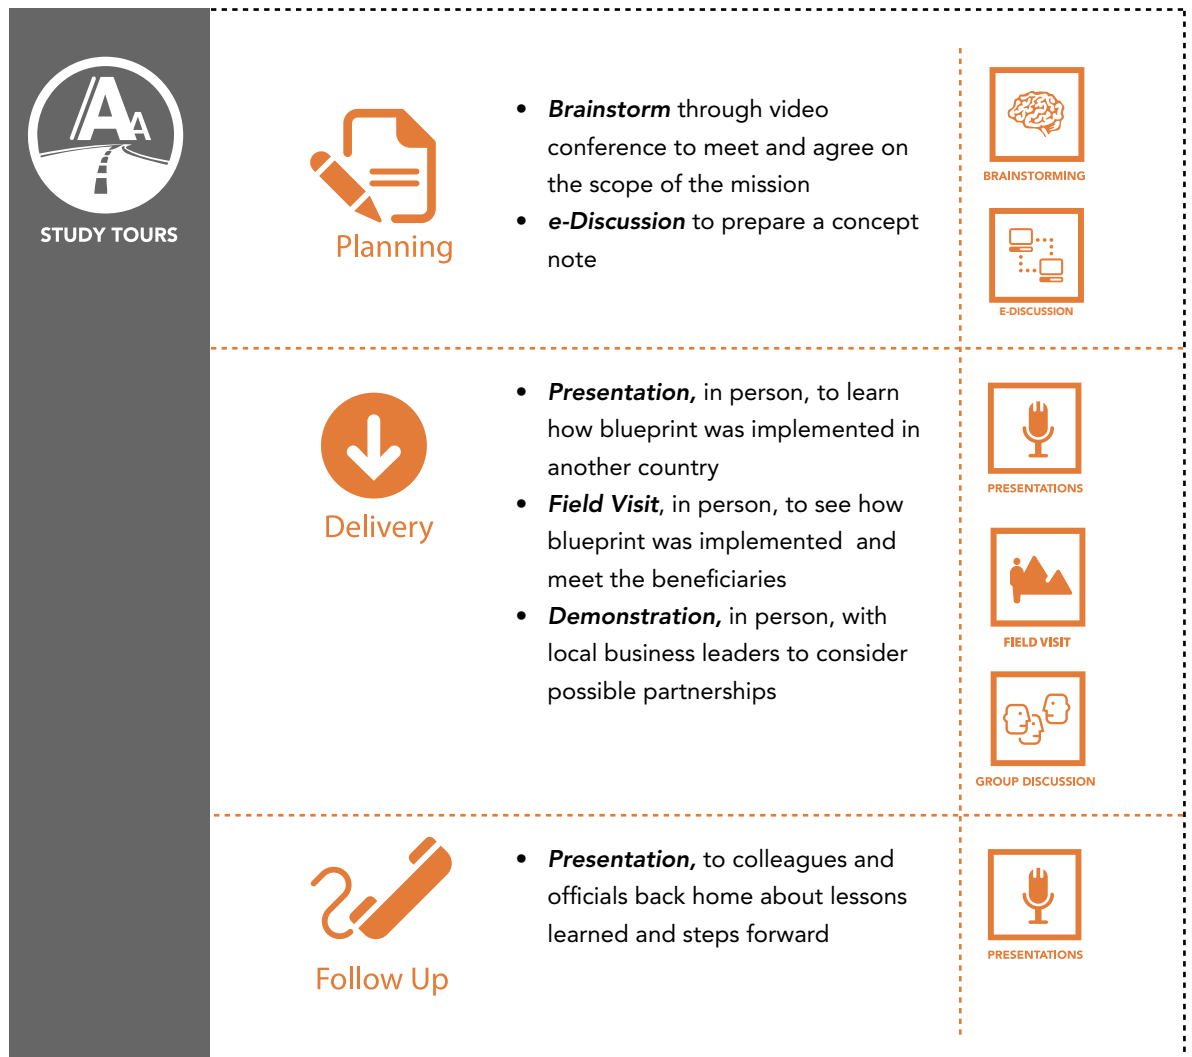 AA
STUDY TOURS
Planning
• Brainstorm through video
conference to meet and agree on
the scope of the mission
• e-Discussion to prepare a concept
note
BRAINSTORMING
E-DISCUSSION
Delivery
• Presentation, in person, to learn
how blueprint was implemented in
another country
• Field Visit, in person, to see how
blueprint was implemented  and
meet the beneficiaries
• Demonstration, in person, with
local business leaders to consider
possible partnerships
PRESENTATIONS
FIELD VISIT
GROUP DISCUSSION
Follow Up
• Presentation, to colleagues and
officials back home about lessons
learned and steps forward
PRESENTATIONS